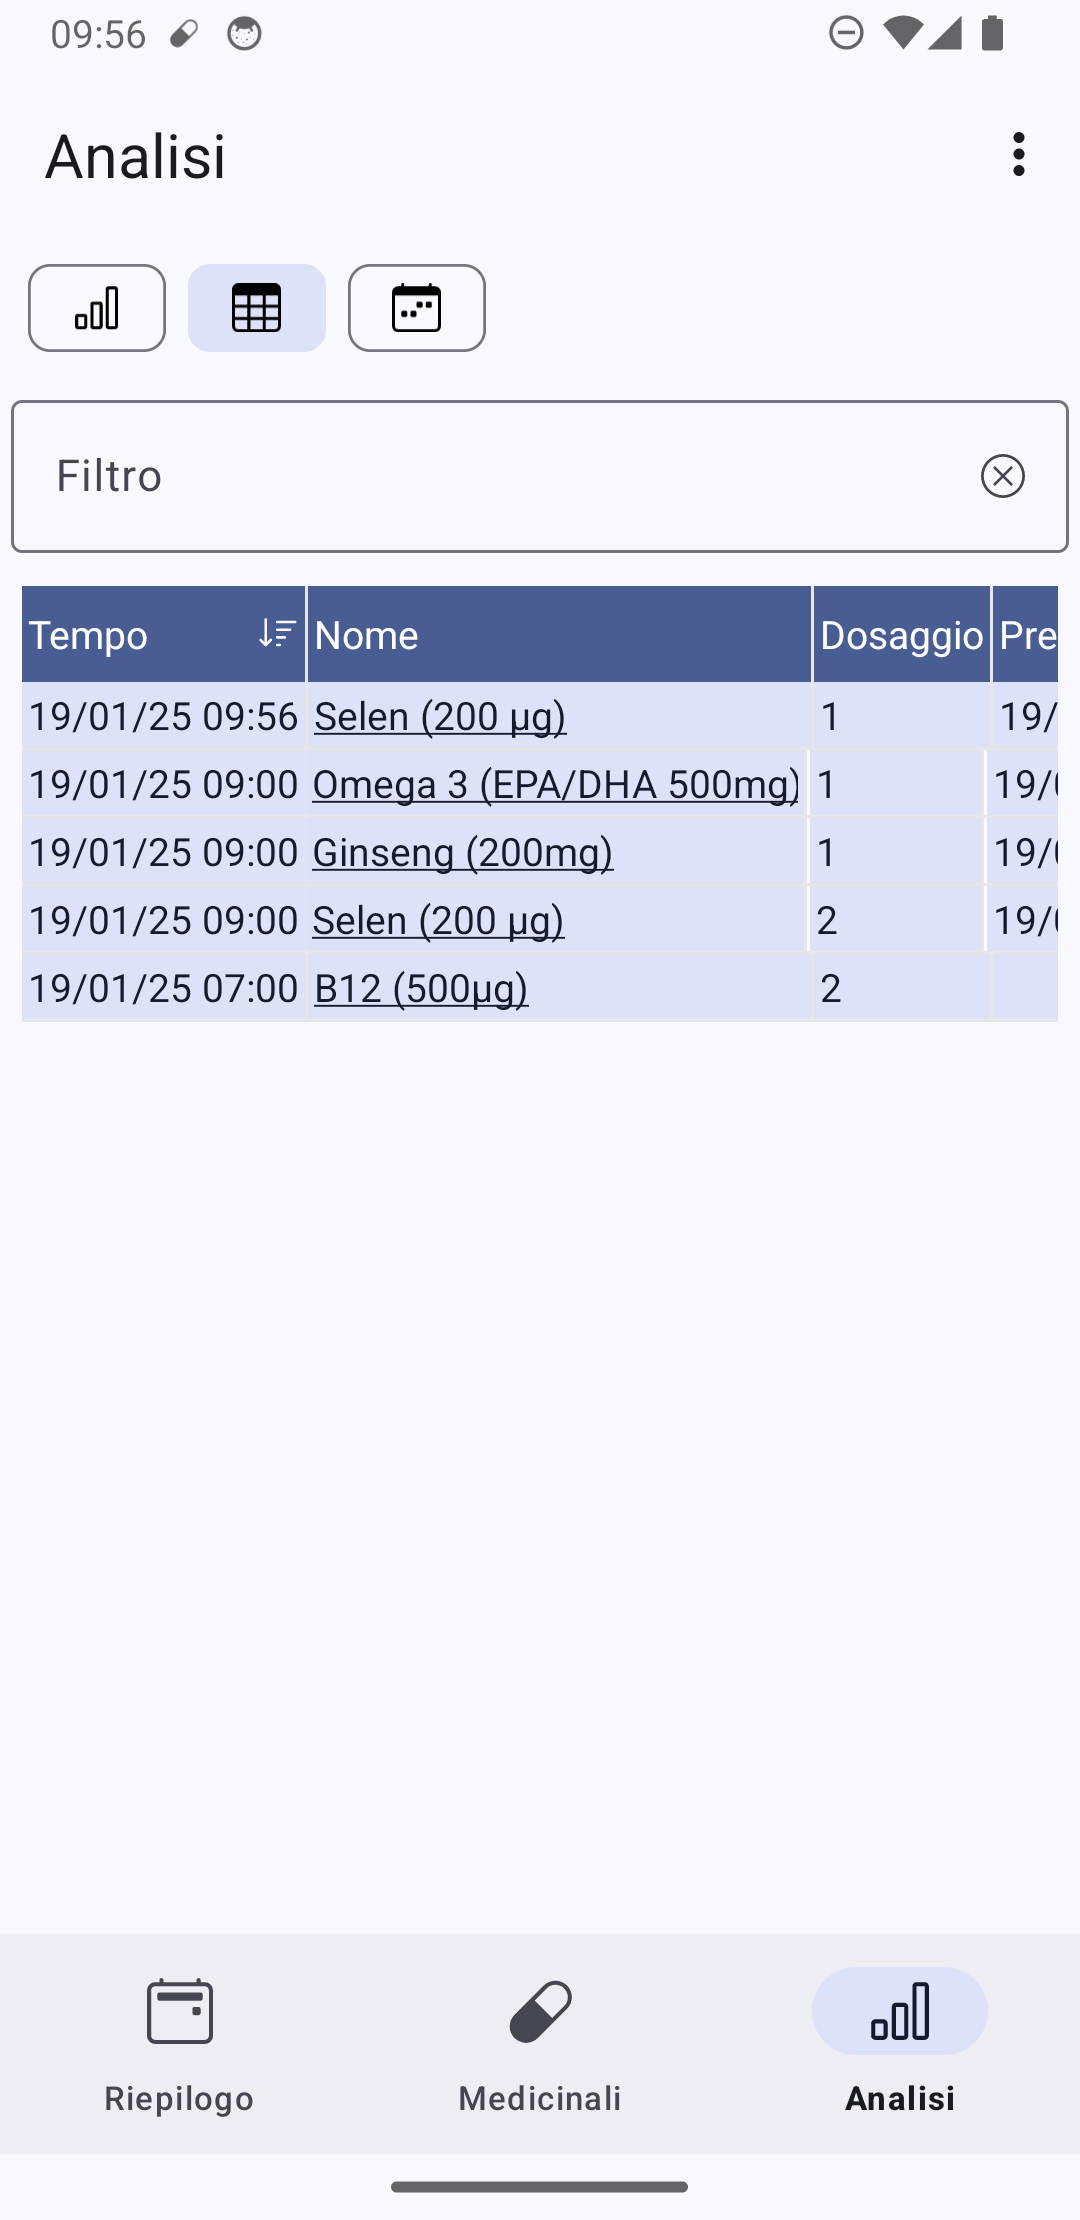 09:56
Analisi
Filtro
Tempo Nome Dosaggio Pre
19/01/25 09:56 Selen (200 µg) 1 19/
19/01/25 09:00 Omega 3 (EPA/DHA 500mg) 1 19/0
19/01/25 09:00 Ginseng (200mg) 1 19/0
19/01/25 09:00 Selen (200 µg) 2 19/0
19/01/25 07:00 B12 (500µg) 2
Riepilogo Medicinali Analisi